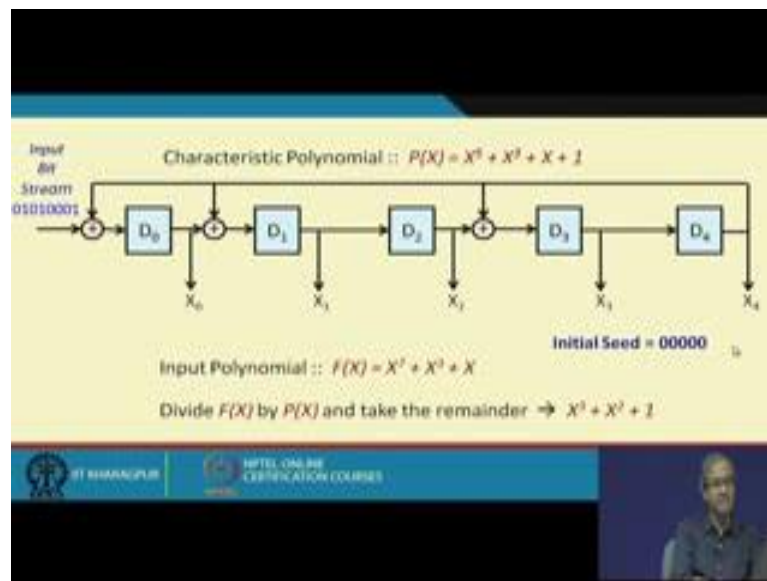 Input
Bit
Stream
01010001
Characteristic Polynomial :: P(X) = X⁵ + X³ + X + 1
D₀ D₁ D₂ D₃ D₄
X₀ X₁ X₂ X₃ X₄
Initial Seed = 00000
Input Polynomial :: F(X) = X⁷ + X³ + X
Divide F(X) by P(X) and take the remainder → X³ + X² + 1
IIT KHARAGPUR
NPTEL ONLINE
CERTIFICATION COURSES